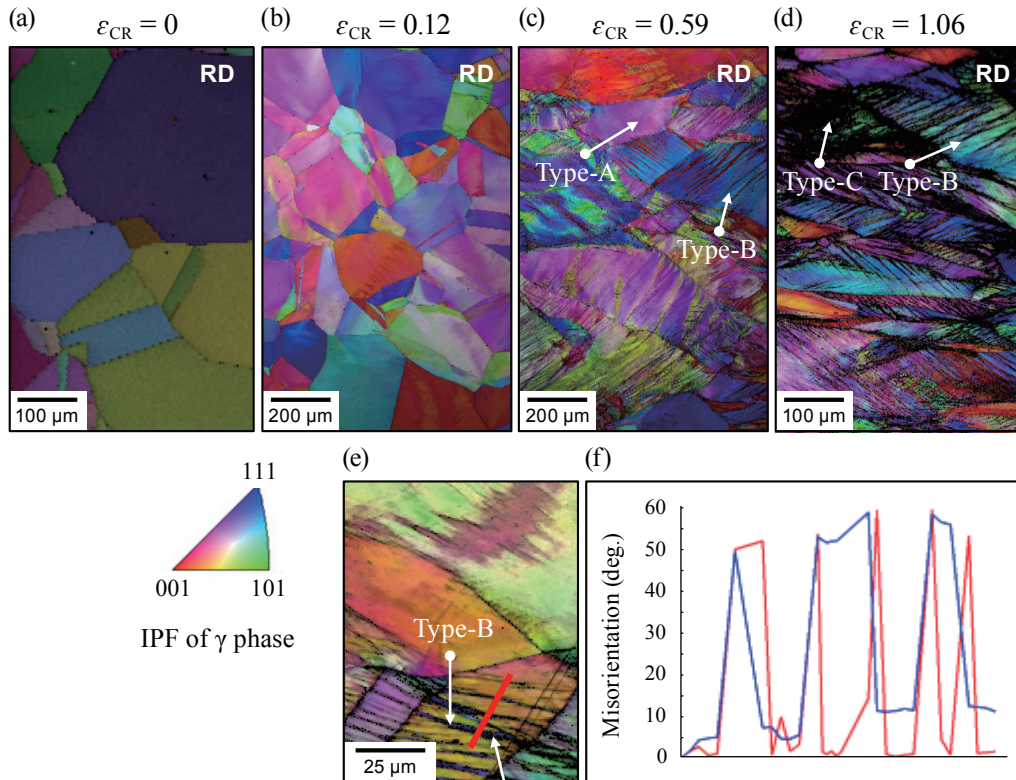 (a) (b) (c) (d)
εCR = 0 εCR = 0.12 εCR = 0.59 εCR = 1.06
RD RD RD RD
Type-A
Type-B
Type-C Type-B
100 µm 200 µm 200 µm 100 µm
(e) (f)
111
001 101
IPF of γ phase
Type-B
25 µm
Misorientation (deg.)
60
50
40
30
20
10
0